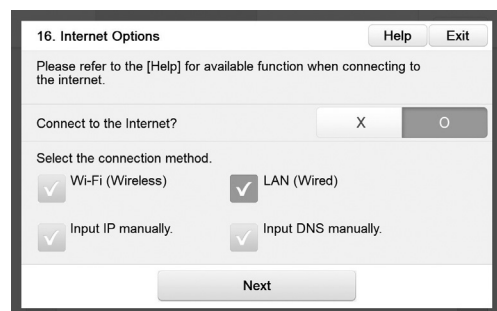 16. Internet Options
Help
Exit
Please refer to the [Help] for available function when connecting to
the internet.
Connect to the Internet?
X
O
Select the connection method.
Wi-Fi (Wireless)
LAN (Wired)
Input IP manually.
Input DNS manually.
Next